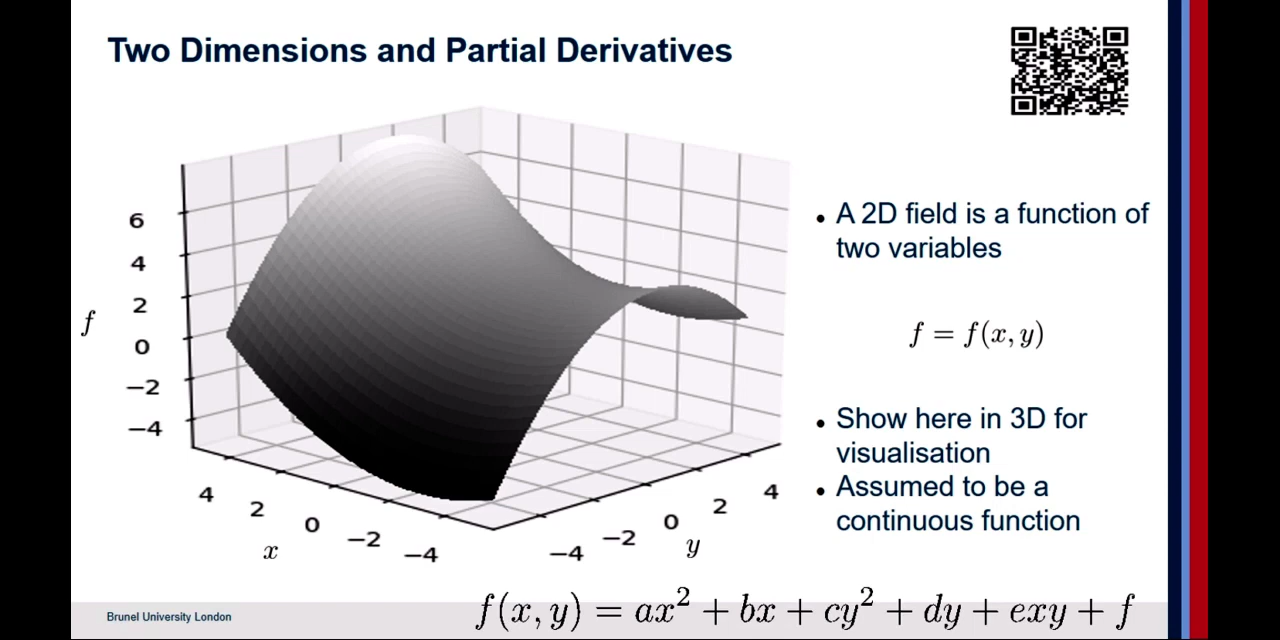 Two Dimensions and Partial Derivatives
6
4
2
0
−2
−4
f
4
2
0
−2
−4
x
−4
−2
0
2
4
y
• A 2D field is a function of
two variables
f = f(x, y)
• Show here in 3D for
visualisation
• Assumed to be a
continuous function
f(x, y) = ax² + bx + cy² + dy + exy + f
Brunel University London